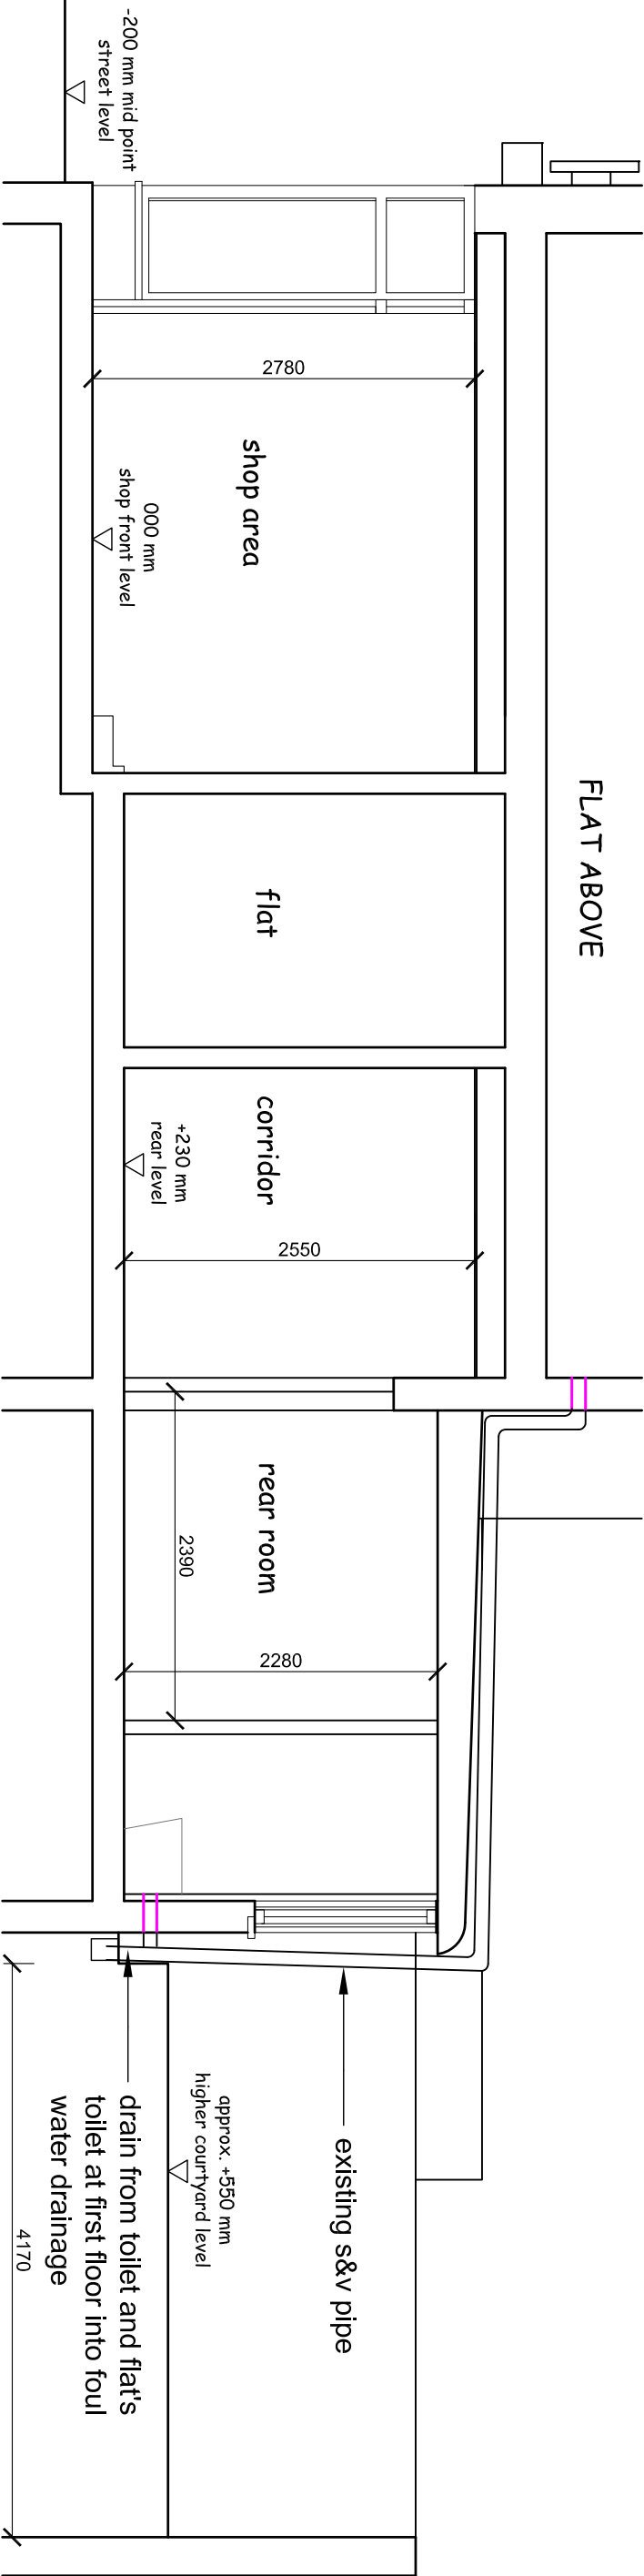 FLAT ABOVE
-200 mm mid point
street level
2780
shop area
000 mm
shop front level
flat
corridor
+230 mm
rear level
2550
rear room
2390
2280
existing s&v pipe
approx. +550 mm
higher courtyard level
drain from toilet and flat's
toilet at first floor into foul
water drainage
4170